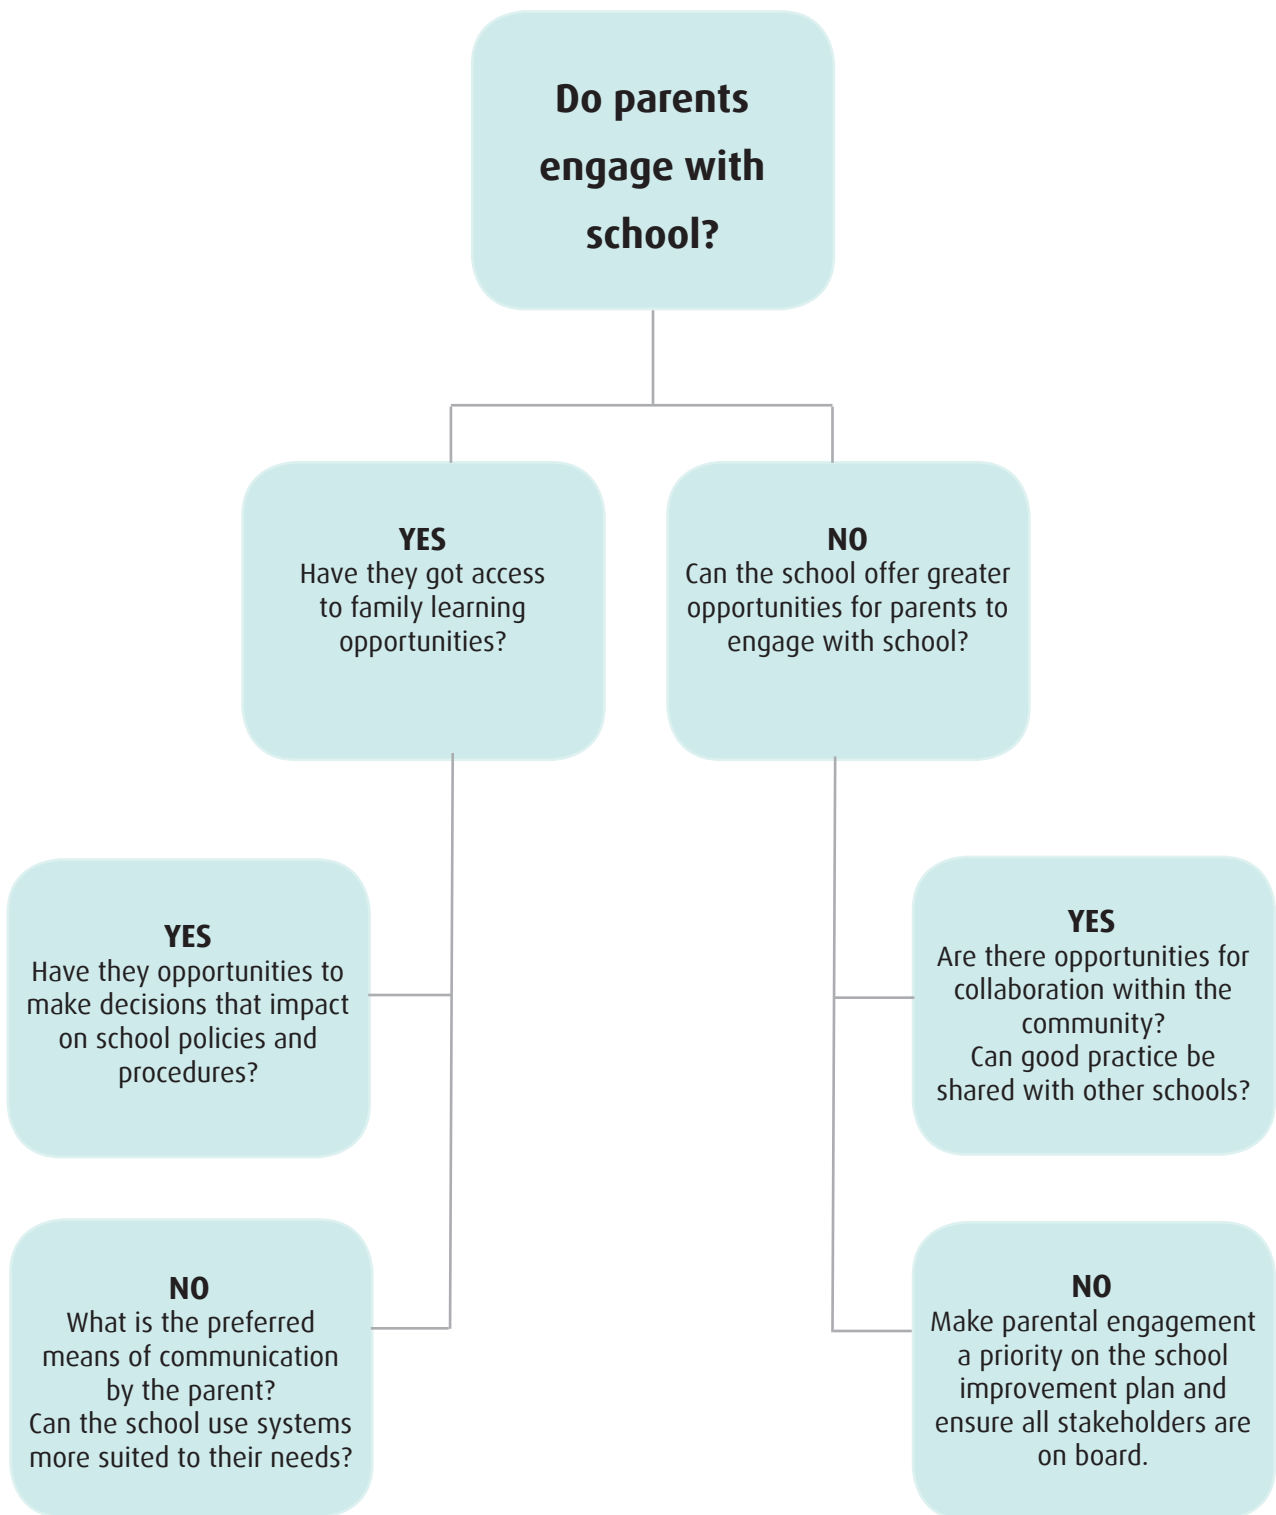 Do parents
engage with
school?
YES
Have they got access
to family learning
opportunities?
NO
Can the school offer greater
opportunities for parents to
engage with school?
YES
Have they opportunities to
make decisions that impact
on school policies and
procedures?
YES
Are there opportunities for
collaboration within the
community?
Can good practice be
shared with other schools?
NO
What is the preferred
means of communication
by the parent?
Can the school use systems
more suited to their needs?
NO
Make parental engagement
a priority on the school
improvement plan and
ensure all stakeholders are
on board.